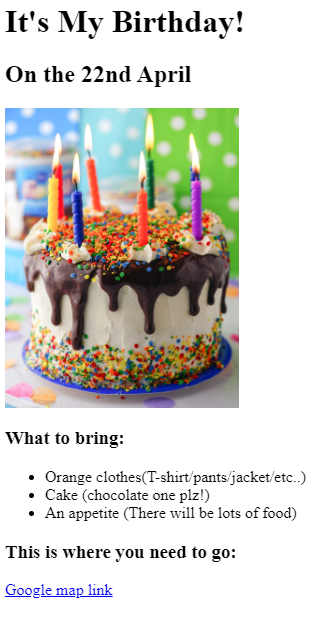 It's My Birthday!
On the 22nd April
What to bring:
Orange clothes(T-shirt/pants/jacket/etc..)
Cake (chocolate one plz!)
An appetite (There will be lots of food)
This is where you need to go:
Google map link